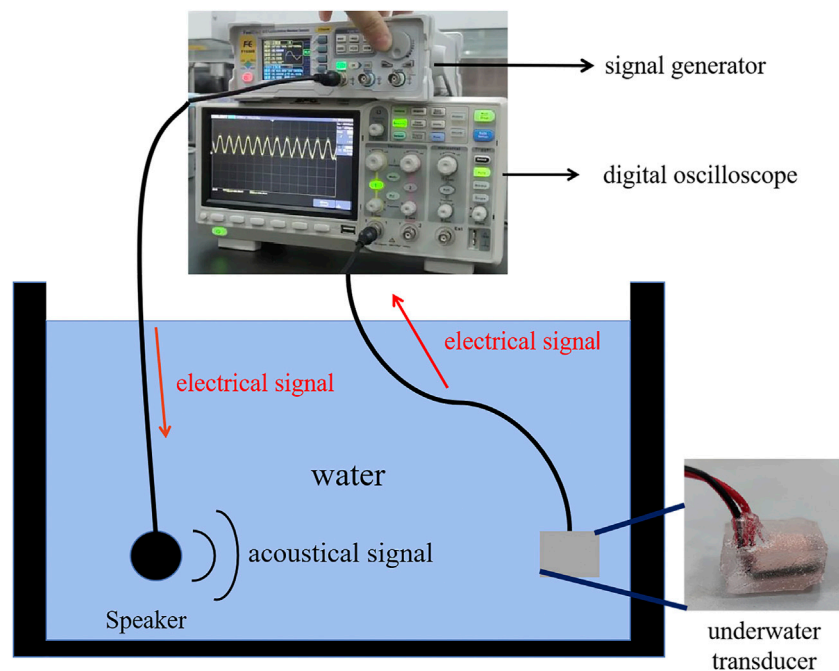 signal generator
digital oscilloscope
electrical signal
electrical signal
water
acoustical signal
Speaker
underwater
transducer